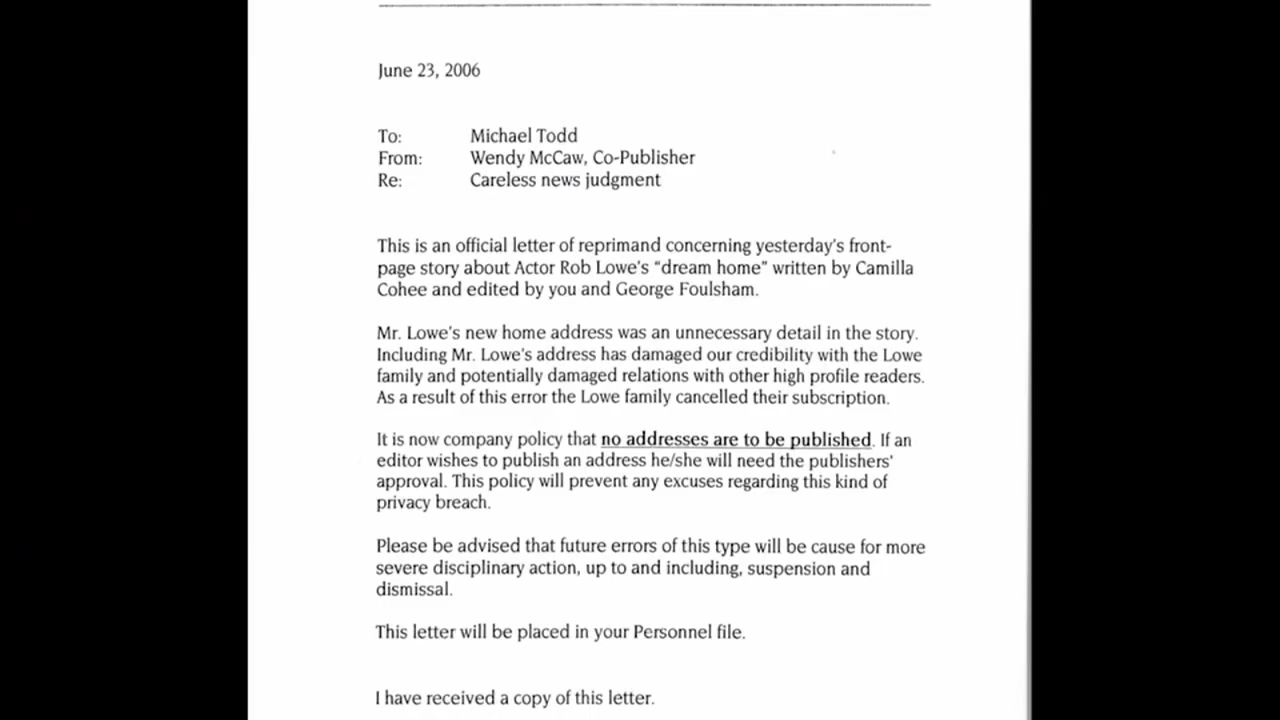 June 23, 2006
To: Michael Todd
From: Wendy McCaw, Co-Publisher
Re: Careless news judgment
This is an official letter of reprimand concerning yesterday's front-
page story about Actor Rob Lowe's "dream home" written by Camilla
Cohee and edited by you and George Foulsham.
Mr. Lowe's new home address was an unnecessary detail in the story.
Including Mr. Lowe's address has damaged our credibility with the Lowe
family and potentially damaged relations with other high profile readers.
As a result of this error the Lowe family cancelled their subscription.
It is now company policy that no addresses are to be published. If an
editor wishes to publish an address he/she will need the publishers'
approval. This policy will prevent any excuses regarding this kind of
privacy breach.
Please be advised that future errors of this type will be cause for more
severe disciplinary action, up to and including, suspension and
dismissal.
This letter will be placed in your Personnel file.
I have received a copy of this letter.